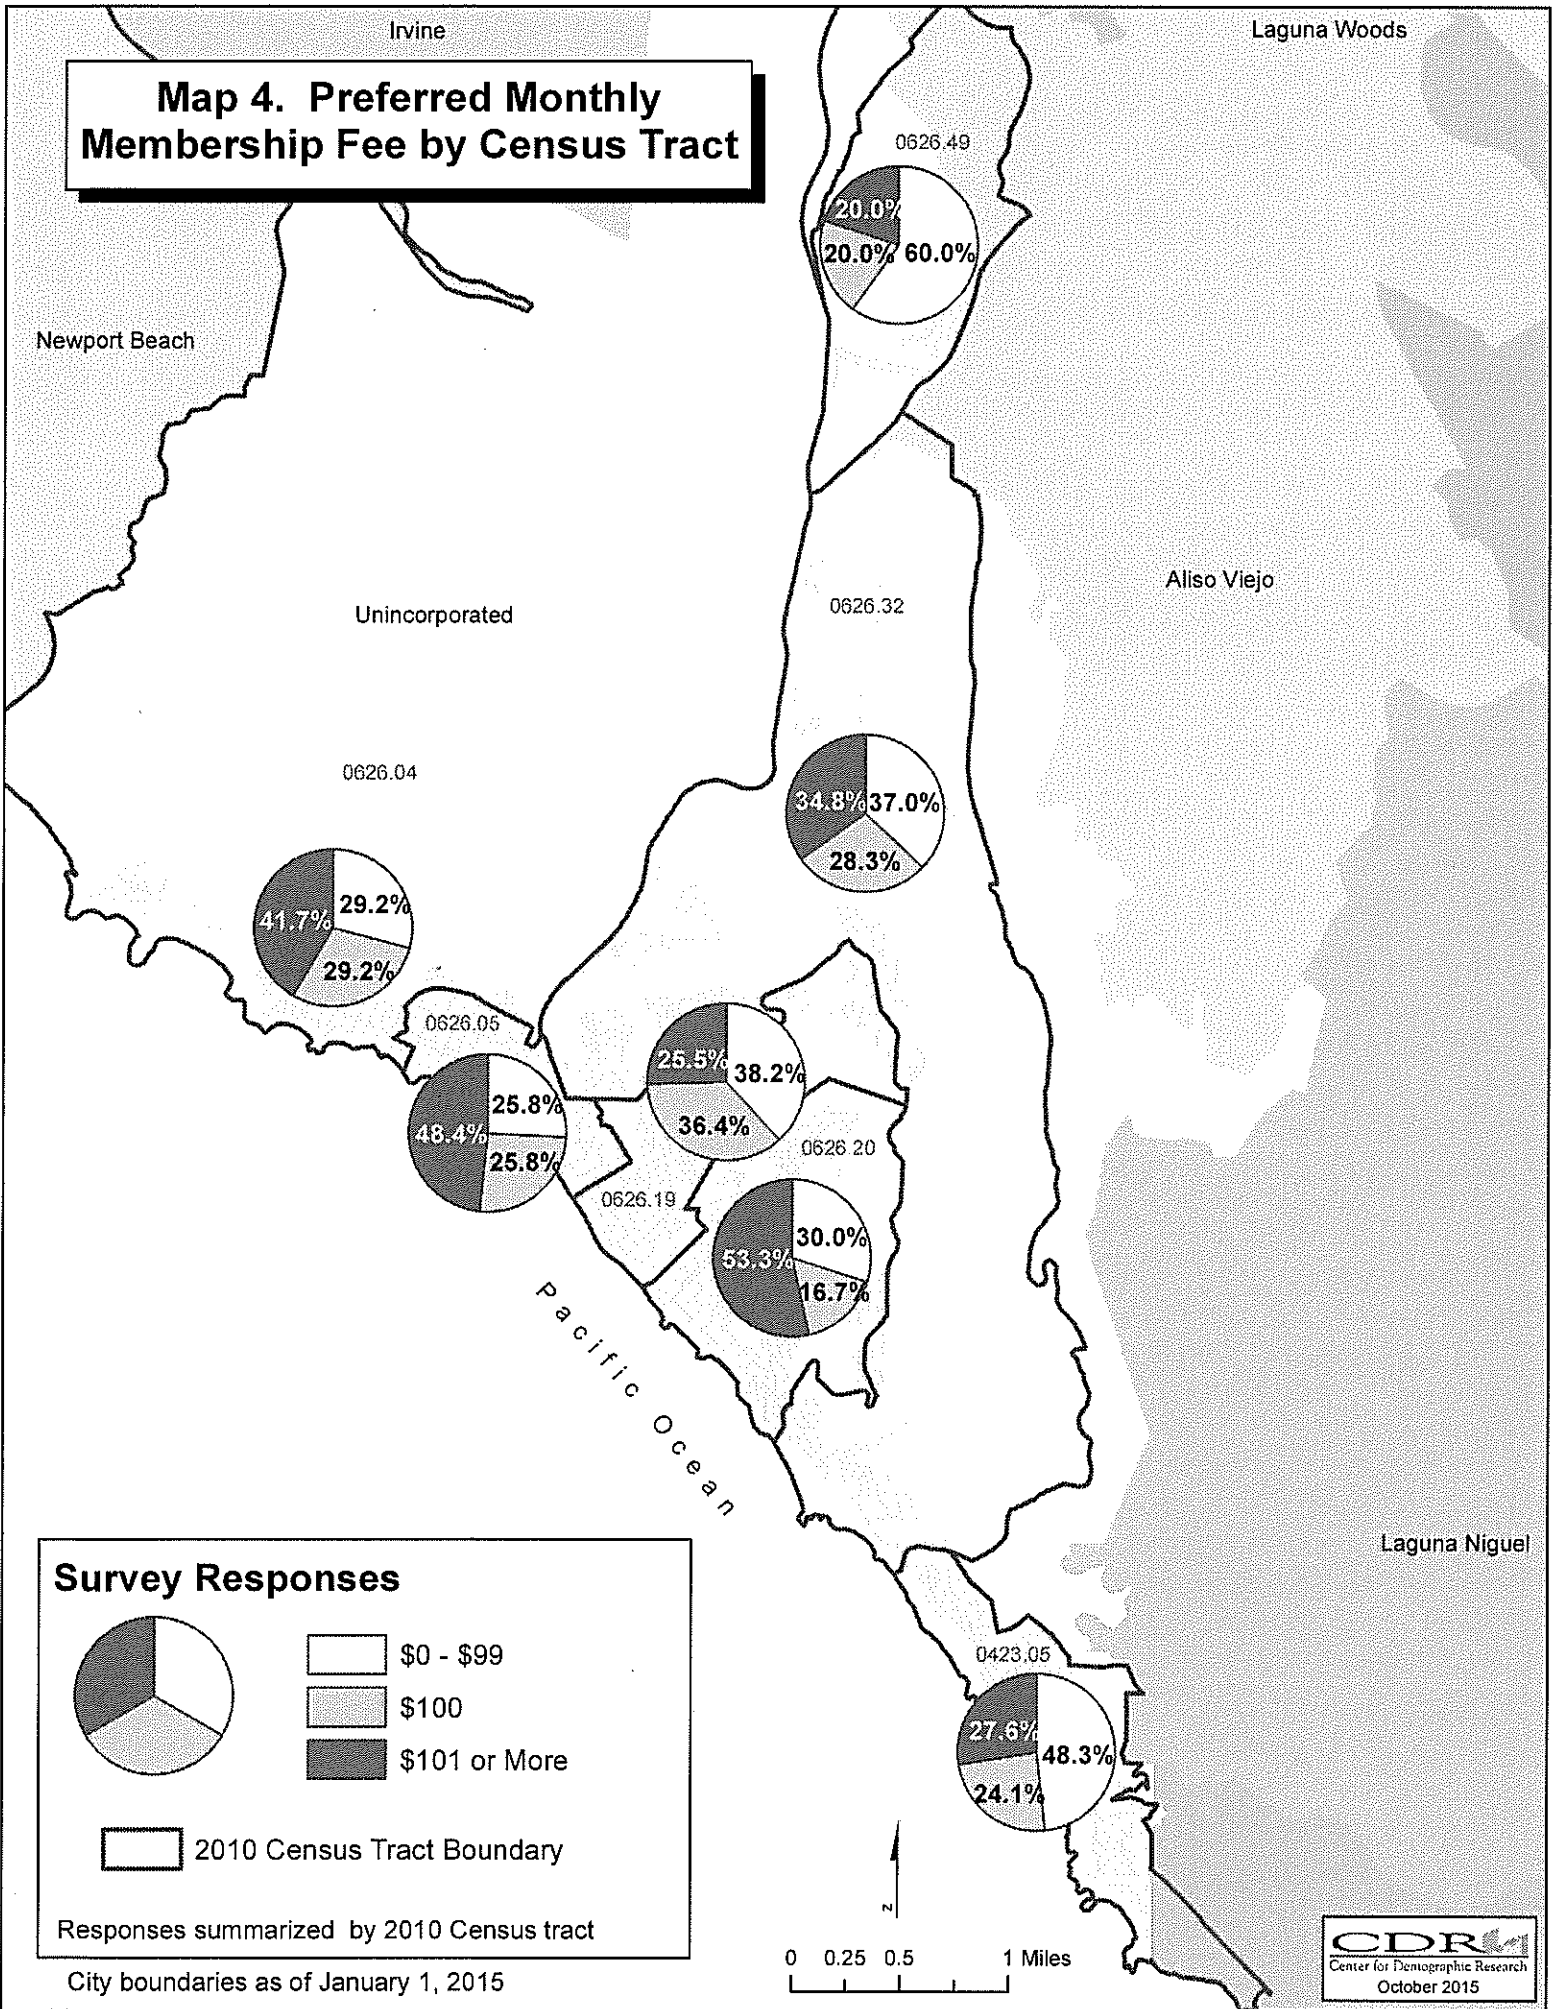 Irvine
Laguna Woods
Map 4. Preferred Monthly
Membership Fee by Census Tract
0626.49
20.0%
20.0%
60.0%
Newport Beach
Aliso Viejo
0626.32
Unincorporated
0626.04
34.8%
37.0%
28.3%
41.7%
29.2%
29.2%
0626.05
25.5%
38.2%
36.4%
48.4%
25.8%
25.8%
0626.20
0626.19
53.3%
30.0%
16.7%
Pacific Ocean
Laguna Niguel
0423.05
27.6%
48.3%
24.1%
Survey Responses
$0 - $99
$100
$101 or More
2010 Census Tract Boundary
Responses summarized by 2010 Census tract
City boundaries as of January 1, 2015
N
0 0.25 0.5 1 Miles
CDR
Center for Demographic Research
October 2015